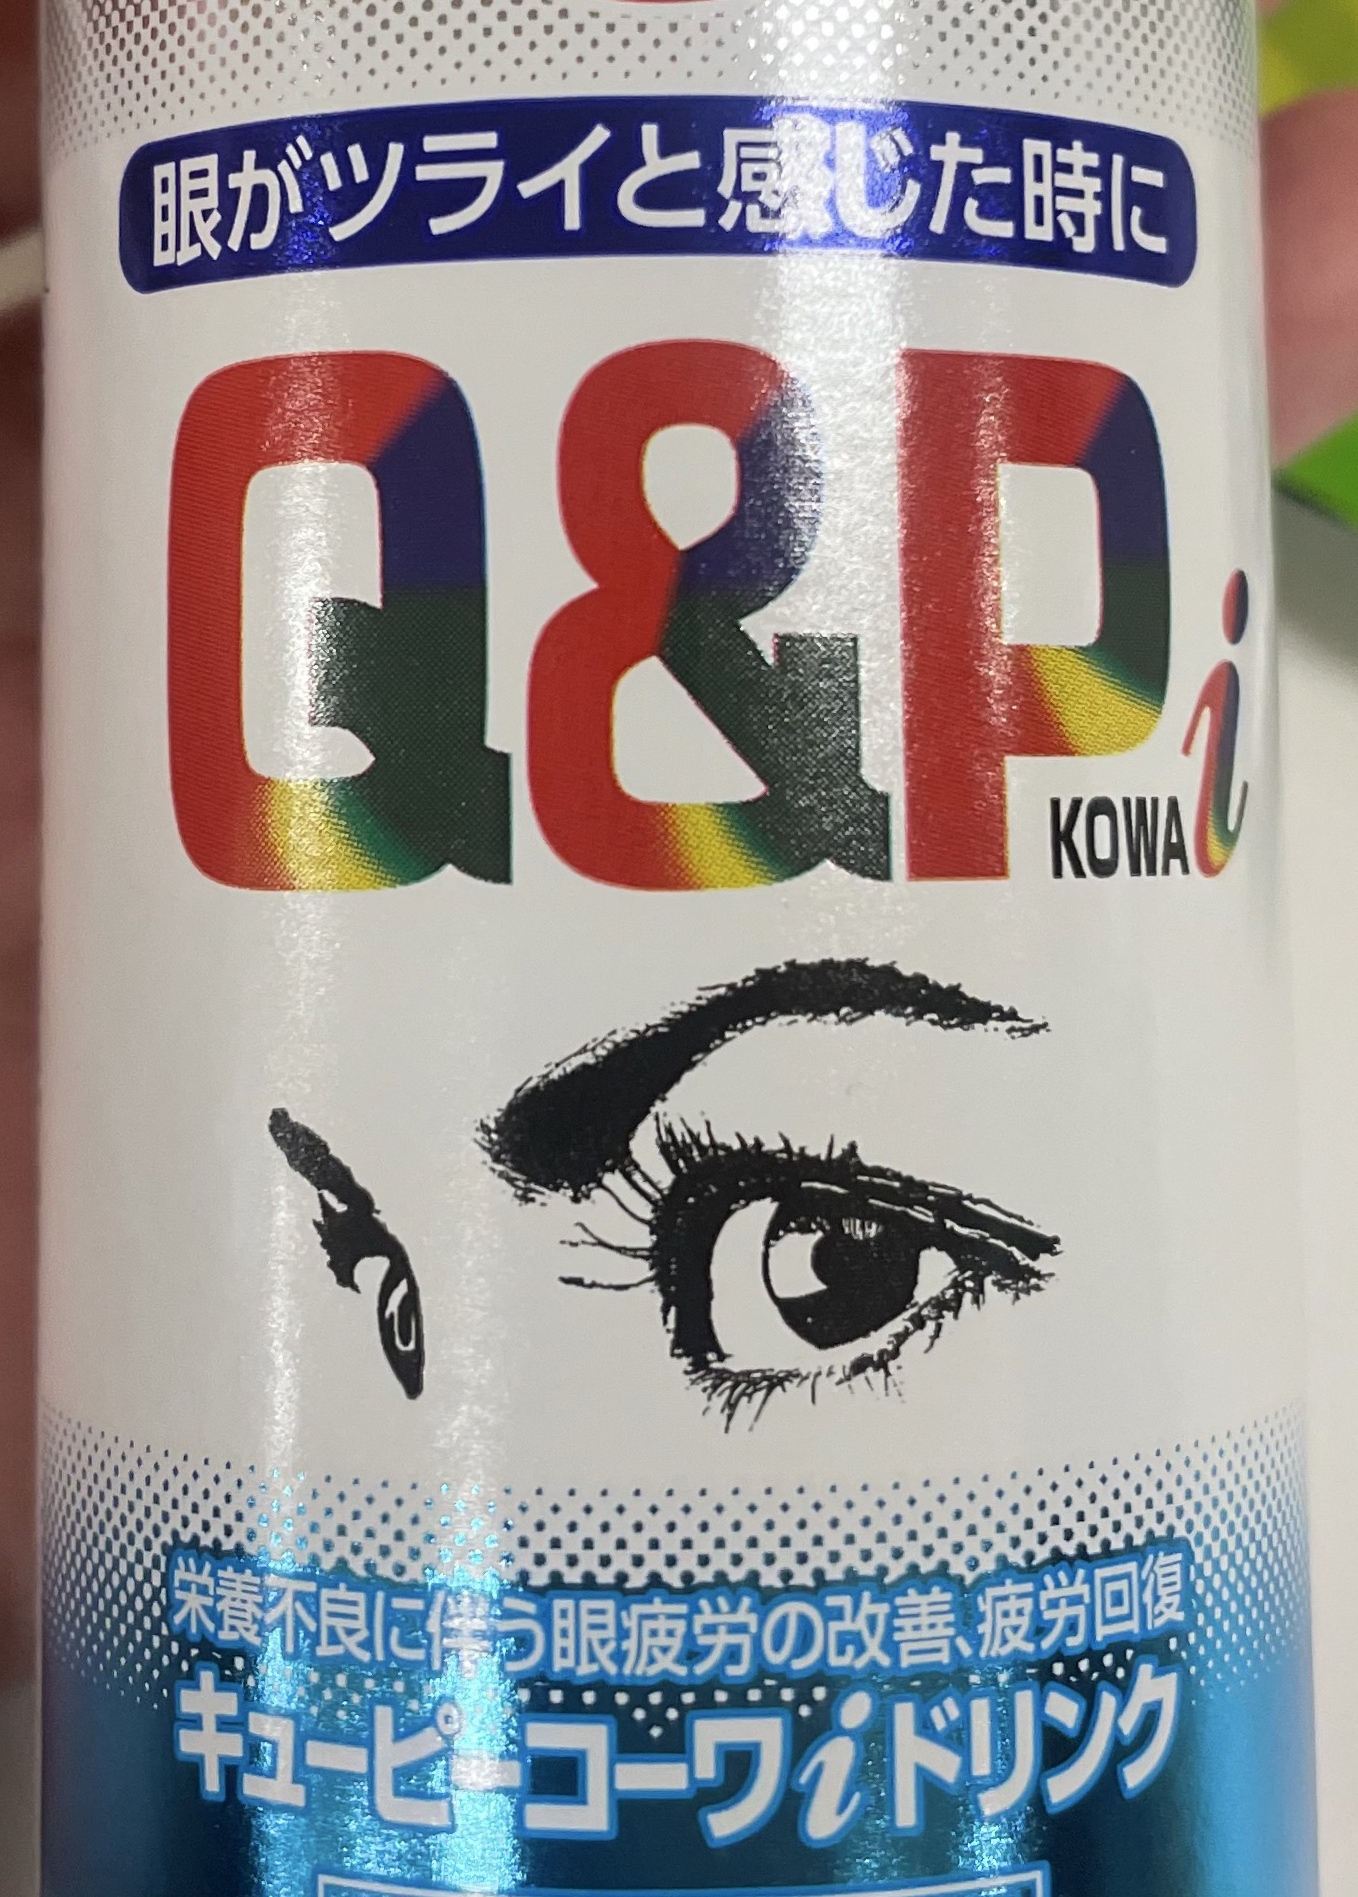 眼がツライと感じた時に
Q&P
KOWA i
栄養不良に伴う眼疲労の改善、疲労回復
キューピーコーワiドリンク